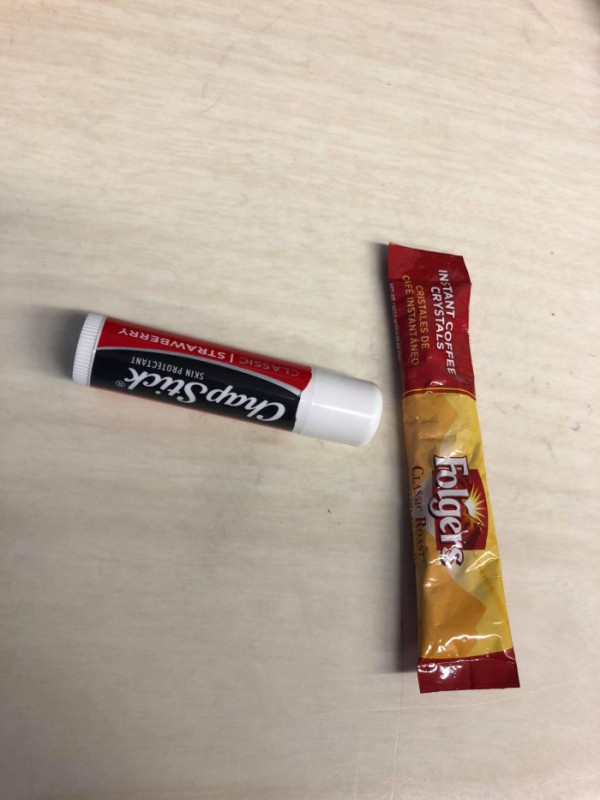 ChapStick®
SKIN PROTECTANT
CLASSIC | STRAWBERRY
INSTANT COFFEE
CRYSTALS
CRISTALES DE
CAFÉ INSTANTÁNEO
Folgers
CLASSIC ROAST